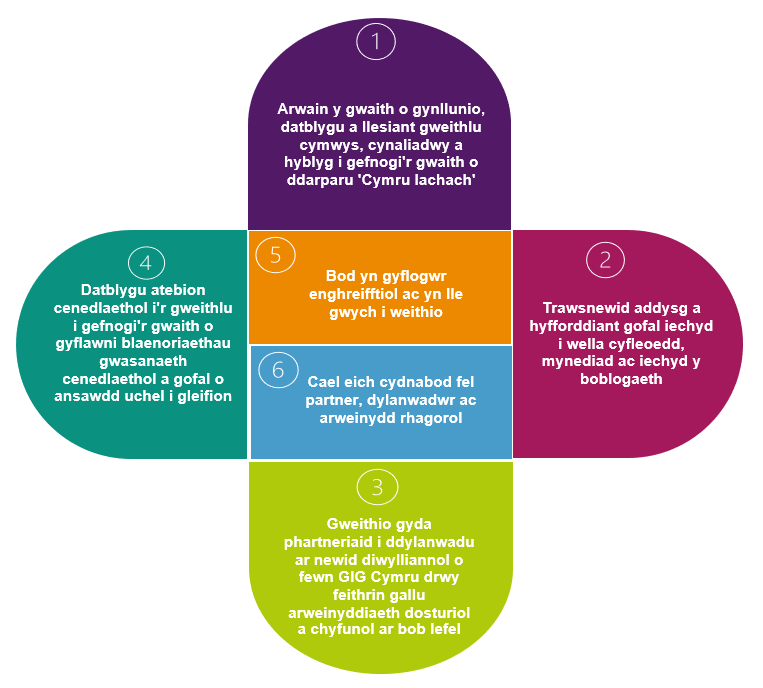 1
Arwain y gwaith o gynllunio,
datblygu a llesiant gweithlu
cymwys, cynaliadwy a
hyblyg i gefnogi'r gwaith o
ddarparu 'Cymru Iachach'
2
Trawsnewid addysg a
hyfforddiant gofal iechyd
i wella cyfleoedd,
mynediad ac iechyd y
boblogaeth
3
Gweithio gyda
phartneriaid i ddylanwadu
ar newid diwylliannol o
fewn GIG Cymru drwy
feithrin gallu
arweinyddiaeth dosturiol
a chyfunol ar bob lefel
4
Datblygu atebion
cenedlaethol i'r gweithlu
i gefnogi'r gwaith o
gyflawni blaenoriaethau
gwasanaeth
cenedlaethol a gofal o
ansawdd uchel i gleifion
5
Bod yn gyflogwr
enghreifftiol ac yn lle
gwych i weithio
6
Cael eich cydnabod fel
partner, dylanwadwr ac
arweinydd rhagorol